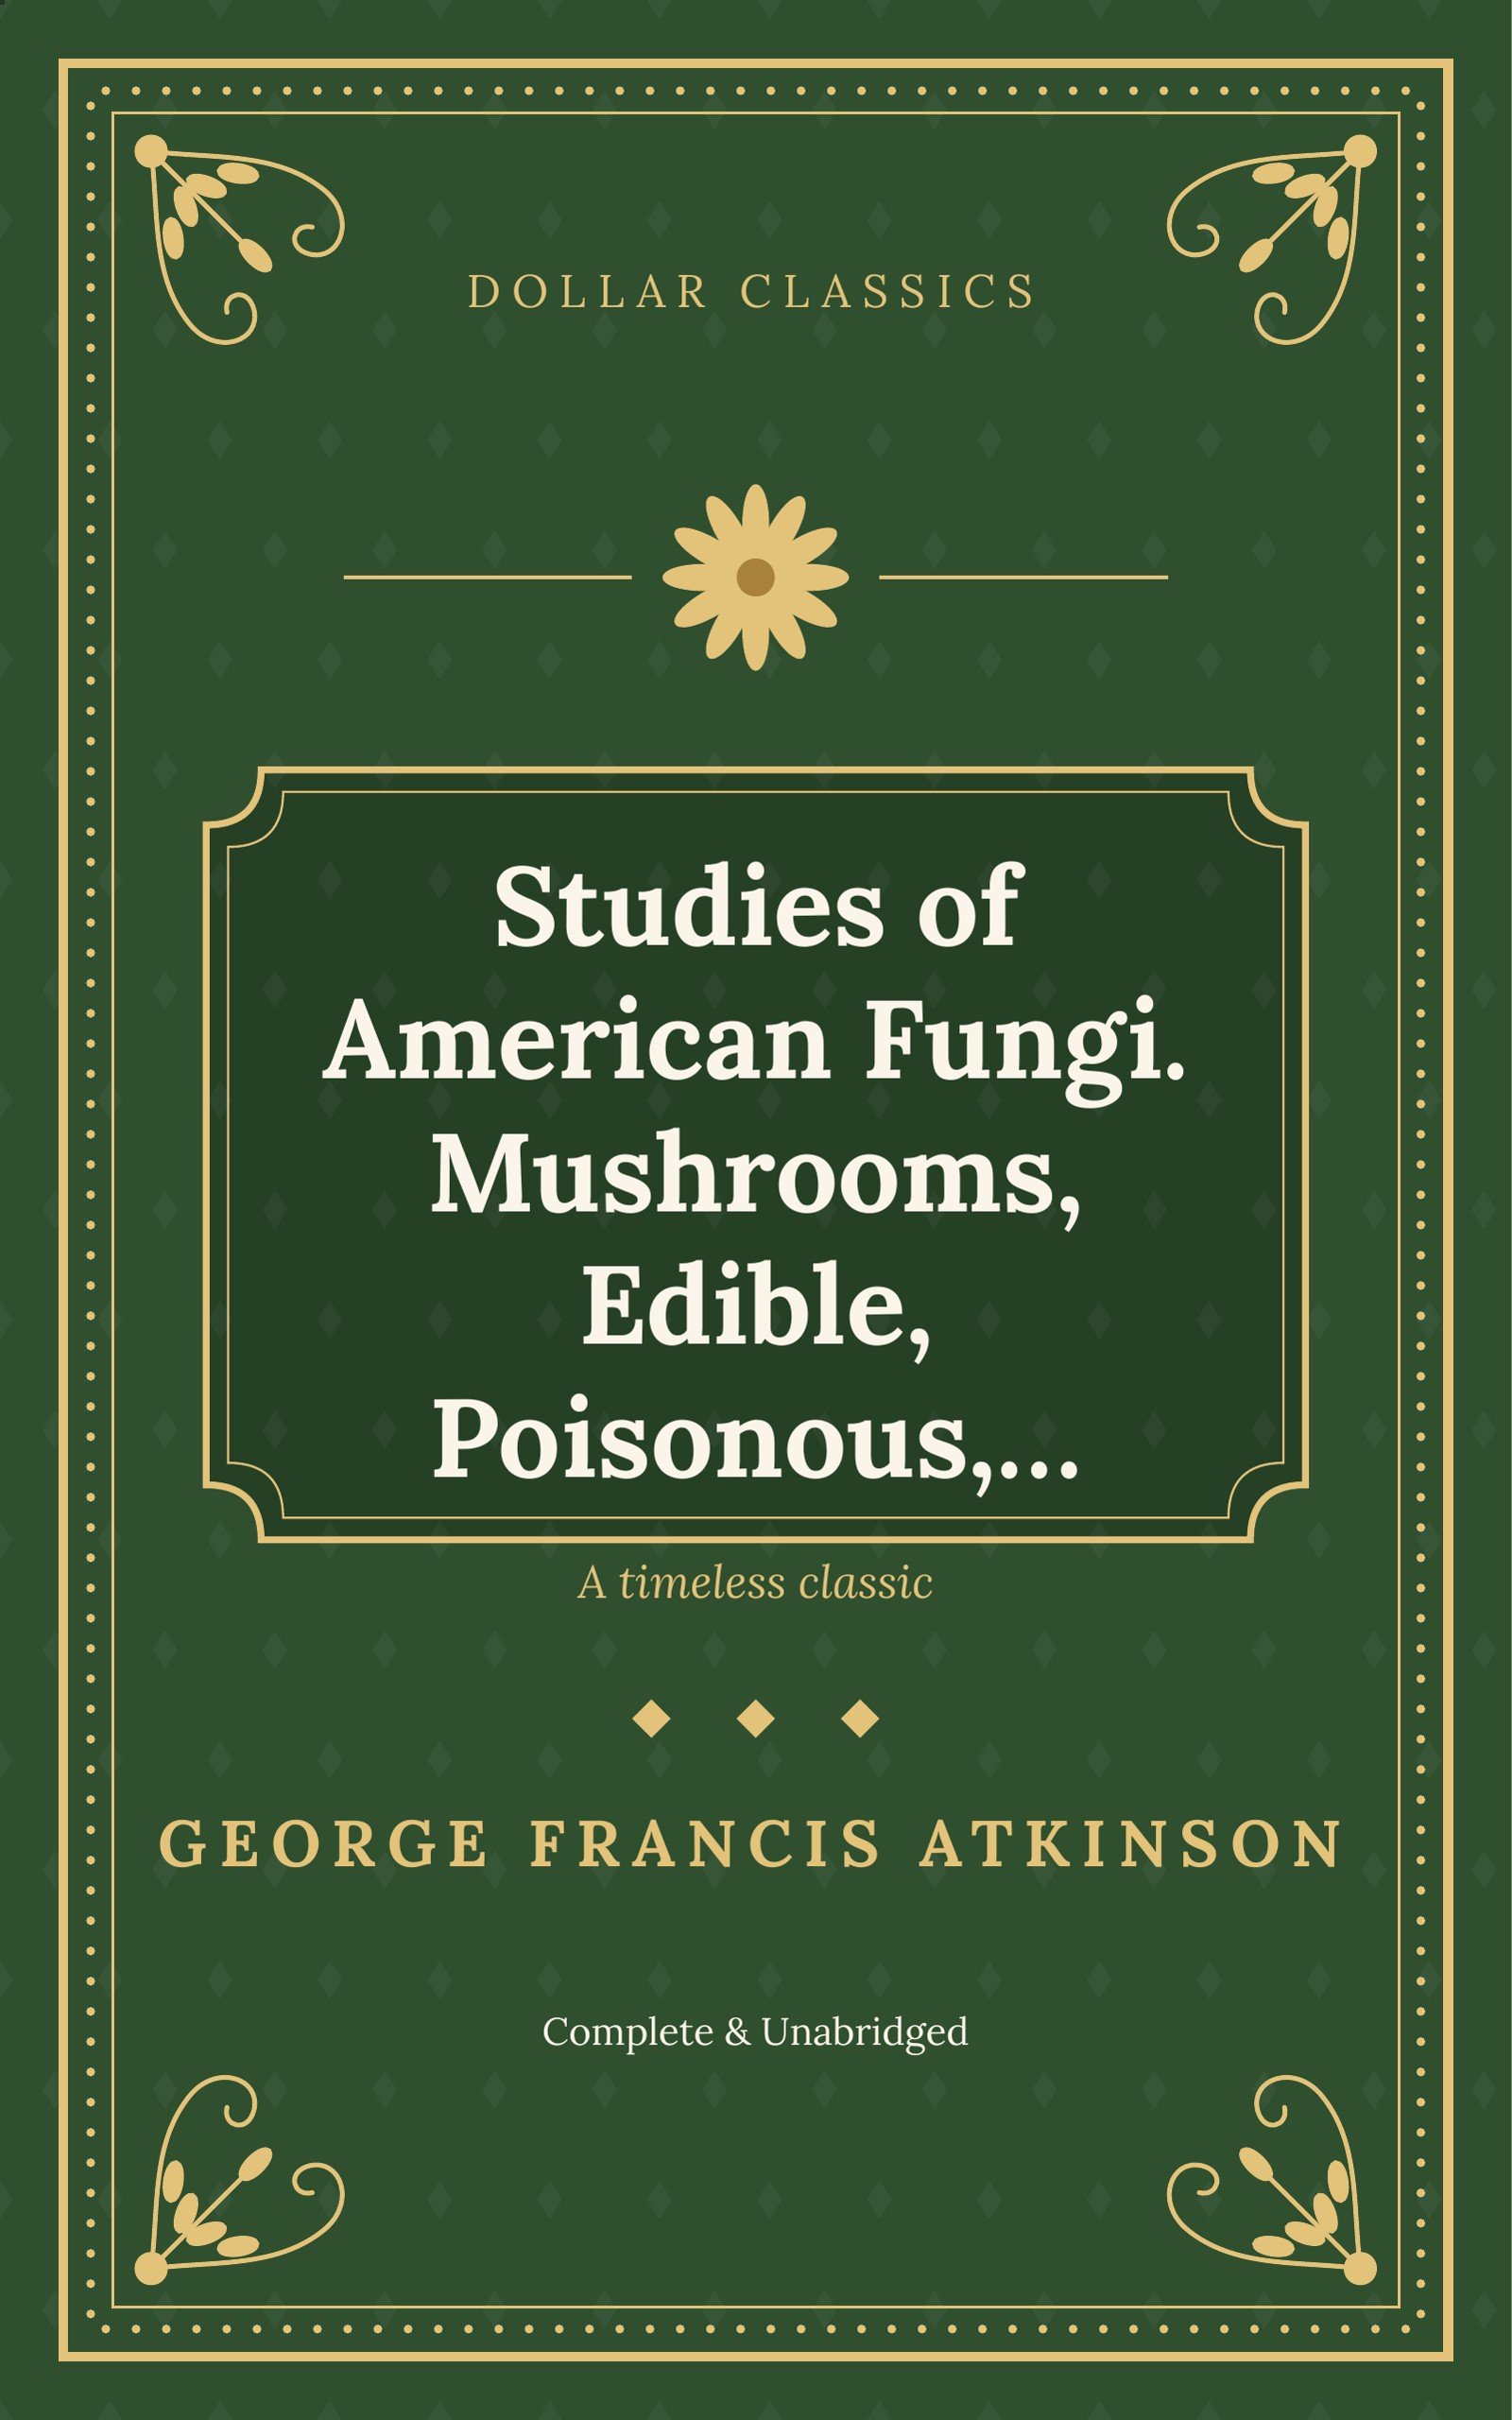 DOLLAR CLASSICS
Studies of
American Fungi.
Mushrooms,
Edible,
Poisonous,...
A timeless classic
GEORGE FRANCIS ATKINSON
Complete & Unabridged